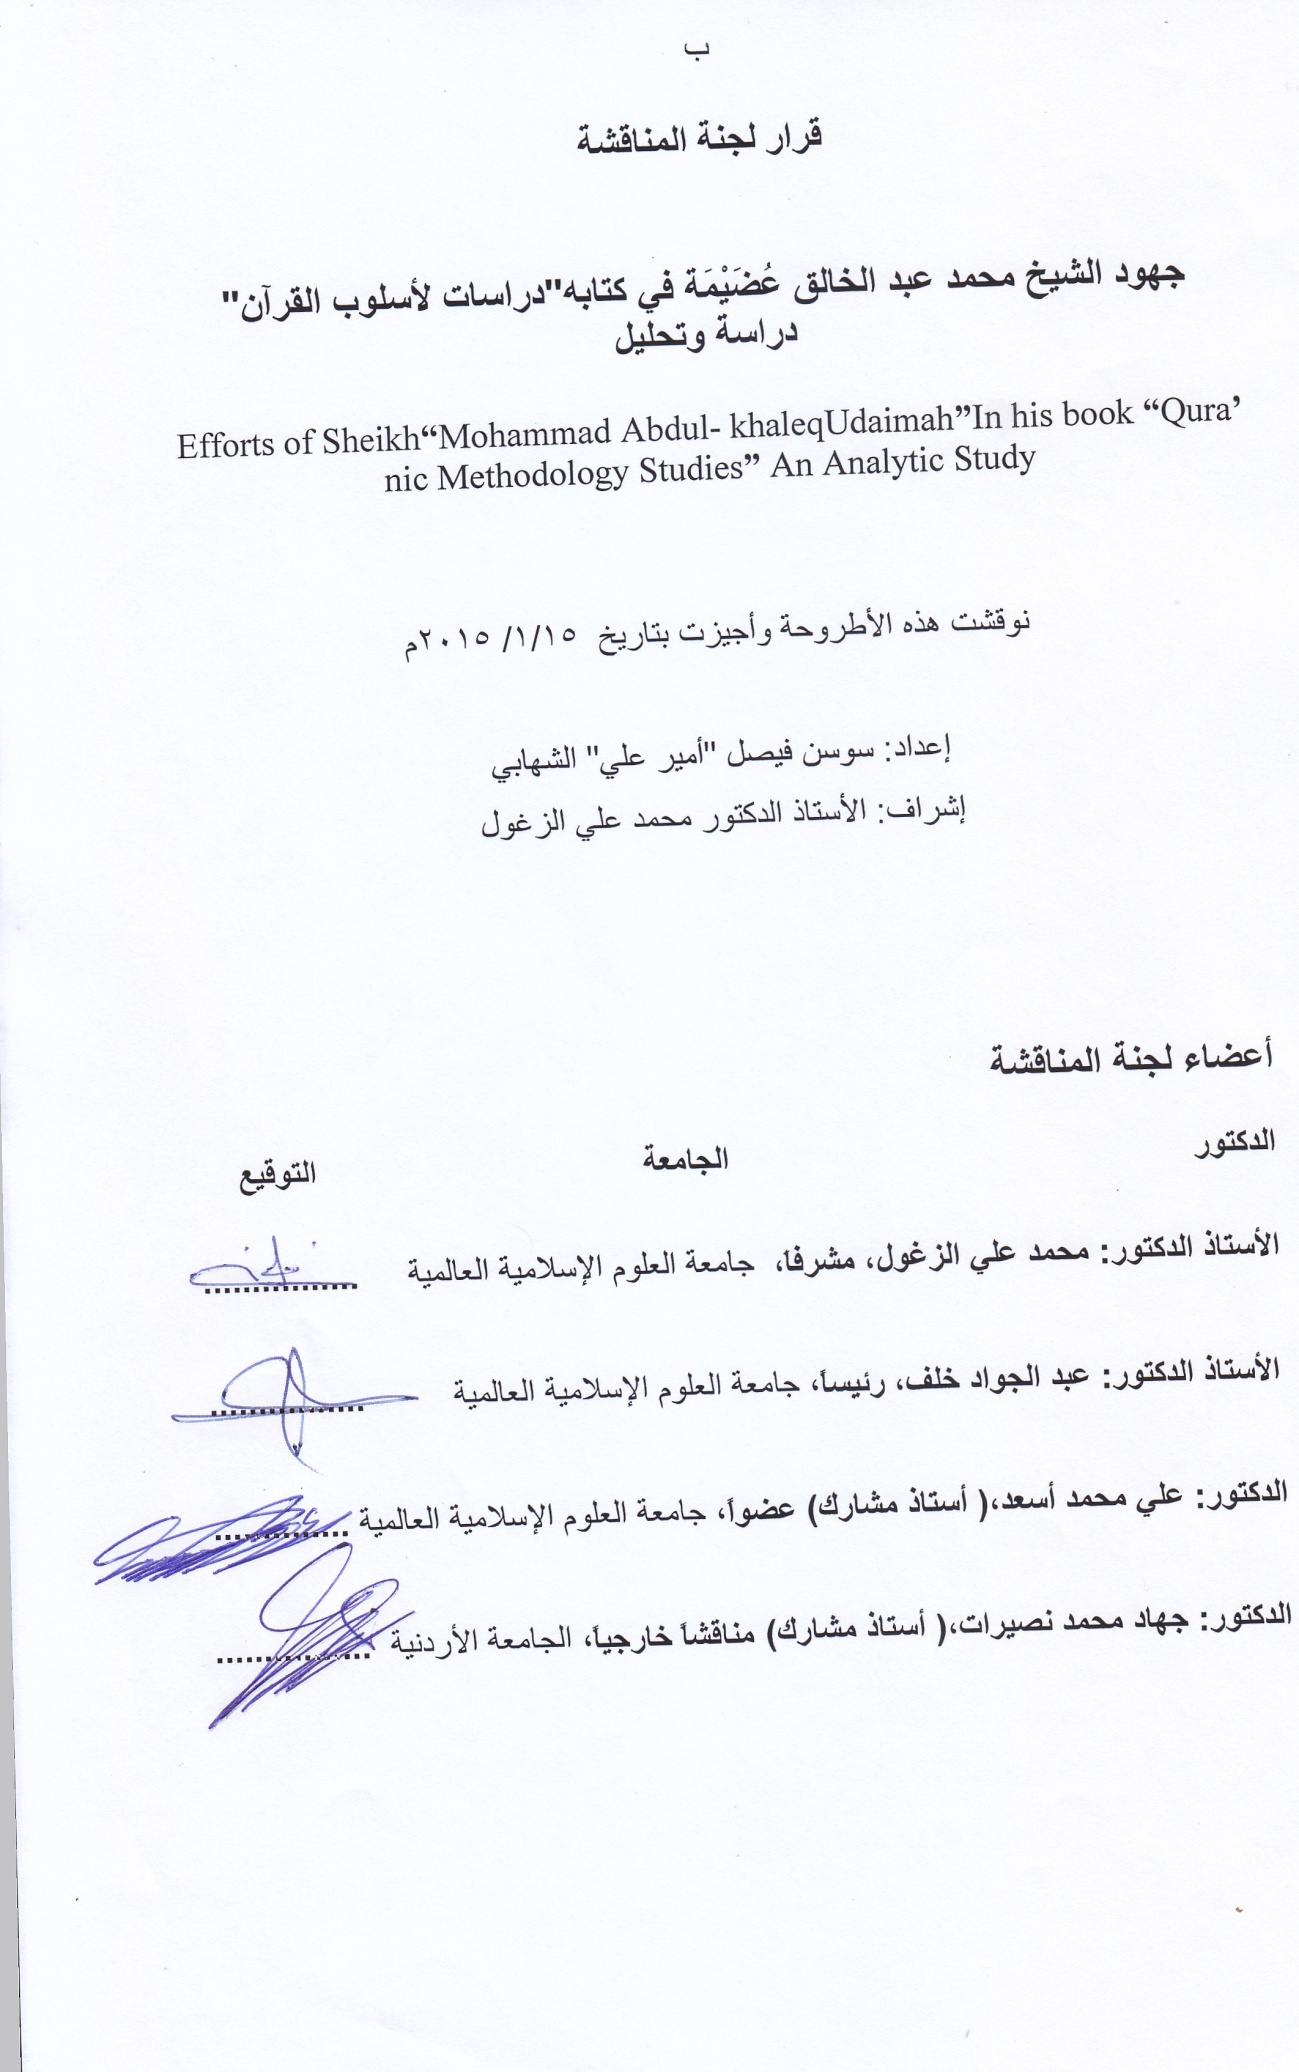 ب
قرار لجنة المناقشة
جهود الشيخ محمد عبد الخالق عُضَيْمَة في كتابه"دراسات لأسلوب القرآن"
دراسة وتحليل
Efforts of Sheikh“Mohammad Abdul- khaleqUdaimah”In his book “Qura’
nic Methodology Studies” An Analytic Study
نوقشت هذه الأطروحة وأجيزت بتاريخ ١٥/١/ ٢٠١٥م
إعداد: سوسن فيصل "أمير علي" الشهابي
إشراف: الأستاذ الدكتور محمد علي الزغول
أعضاء لجنة المناقشة
الدكتور الجامعة التوقيع
الأستاذ الدكتور: محمد علي الزغول، مشرفاً، جامعة العلوم الإسلامية العالمية ................
الأستاذ الدكتور: عبد الجواد خلف، رئيساً، جامعة العلوم الإسلامية العالمية ................
الدكتور: علي محمد أسعد،( أستاذ مشارك) عضواً، جامعة العلوم الإسلامية العالمية ..............
الدكتور: جهاد محمد نصيرات،( أستاذ مشارك) مناقشاً خارجياً، الجامعة الأردنية ................